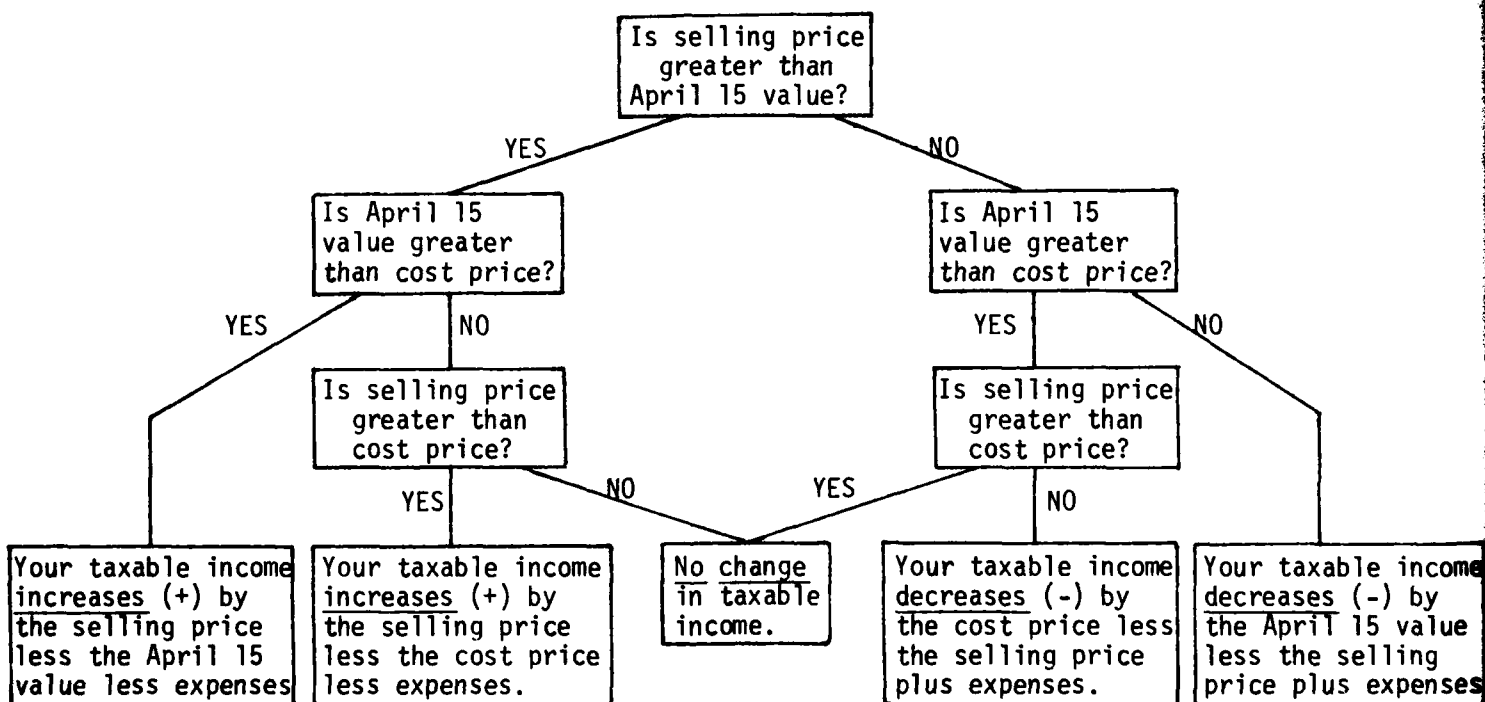 Is selling price
greater than
April 15 value?
YES
NO
Is April 15
value greater
than cost price?
Is April 15
value greater
than cost price?
YES
NO
YES
NO
Is selling price
greater than
cost price?
Is selling price
greater than
cost price?
YES
NO
YES
NO
Your taxable income
increases (+) by
the selling price
less the April 15
value less expenses
Your taxable income
increases (+) by
the selling price
less the cost price
less expenses.
No change
in taxable
income.
Your taxable income
decreases (-) by
the cost price less
the selling price
plus expenses.
Your taxable income
decreases (-) by
the April 15 value
less the selling
price plus expenses